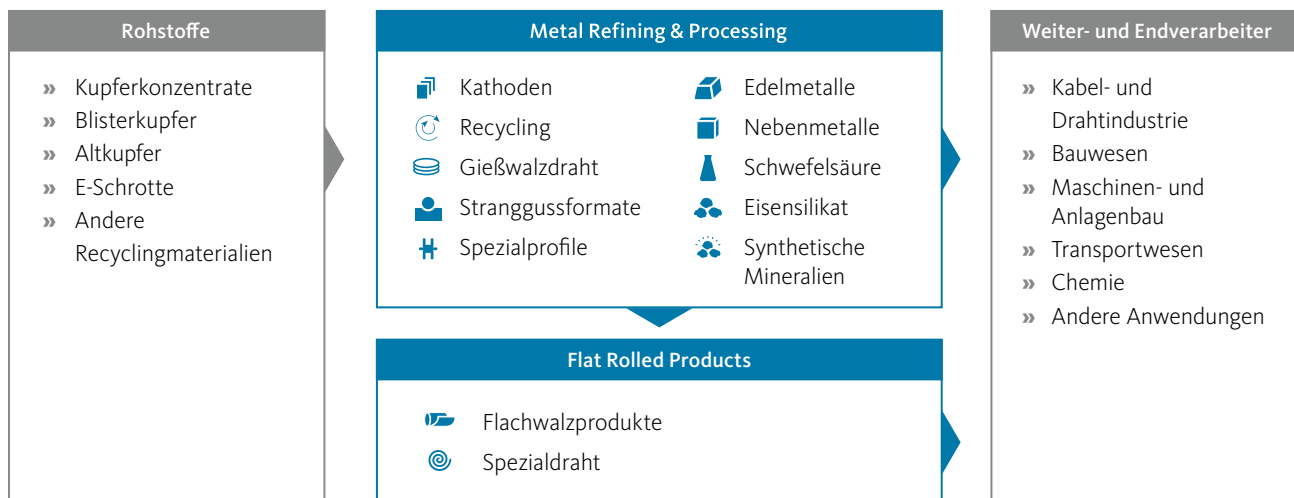 Rohstoffe
» Kupferkonzentrate
» Blisterkupfer
» Altkupfer
» E-Schrotte
» Andere
Recyclingmaterialien
Metal Refining & Processing
Kathoden
Recycling
Gießwalzdraht
Stranggussformate
Spezialprofile
Edelmetalle
Nebenmetalle
Schwefelsäure
Eisensilikat
Synthetische
Mineralien
Flat Rolled Products
Flachwalzprodukte
Spezialdraht
Weiter- und Endverarbeiter
» Kabel- und
Drahtindustrie
» Bauwesen
» Maschinen- und
Anlagenbau
» Transportwesen
» Chemie
» Andere Anwendungen